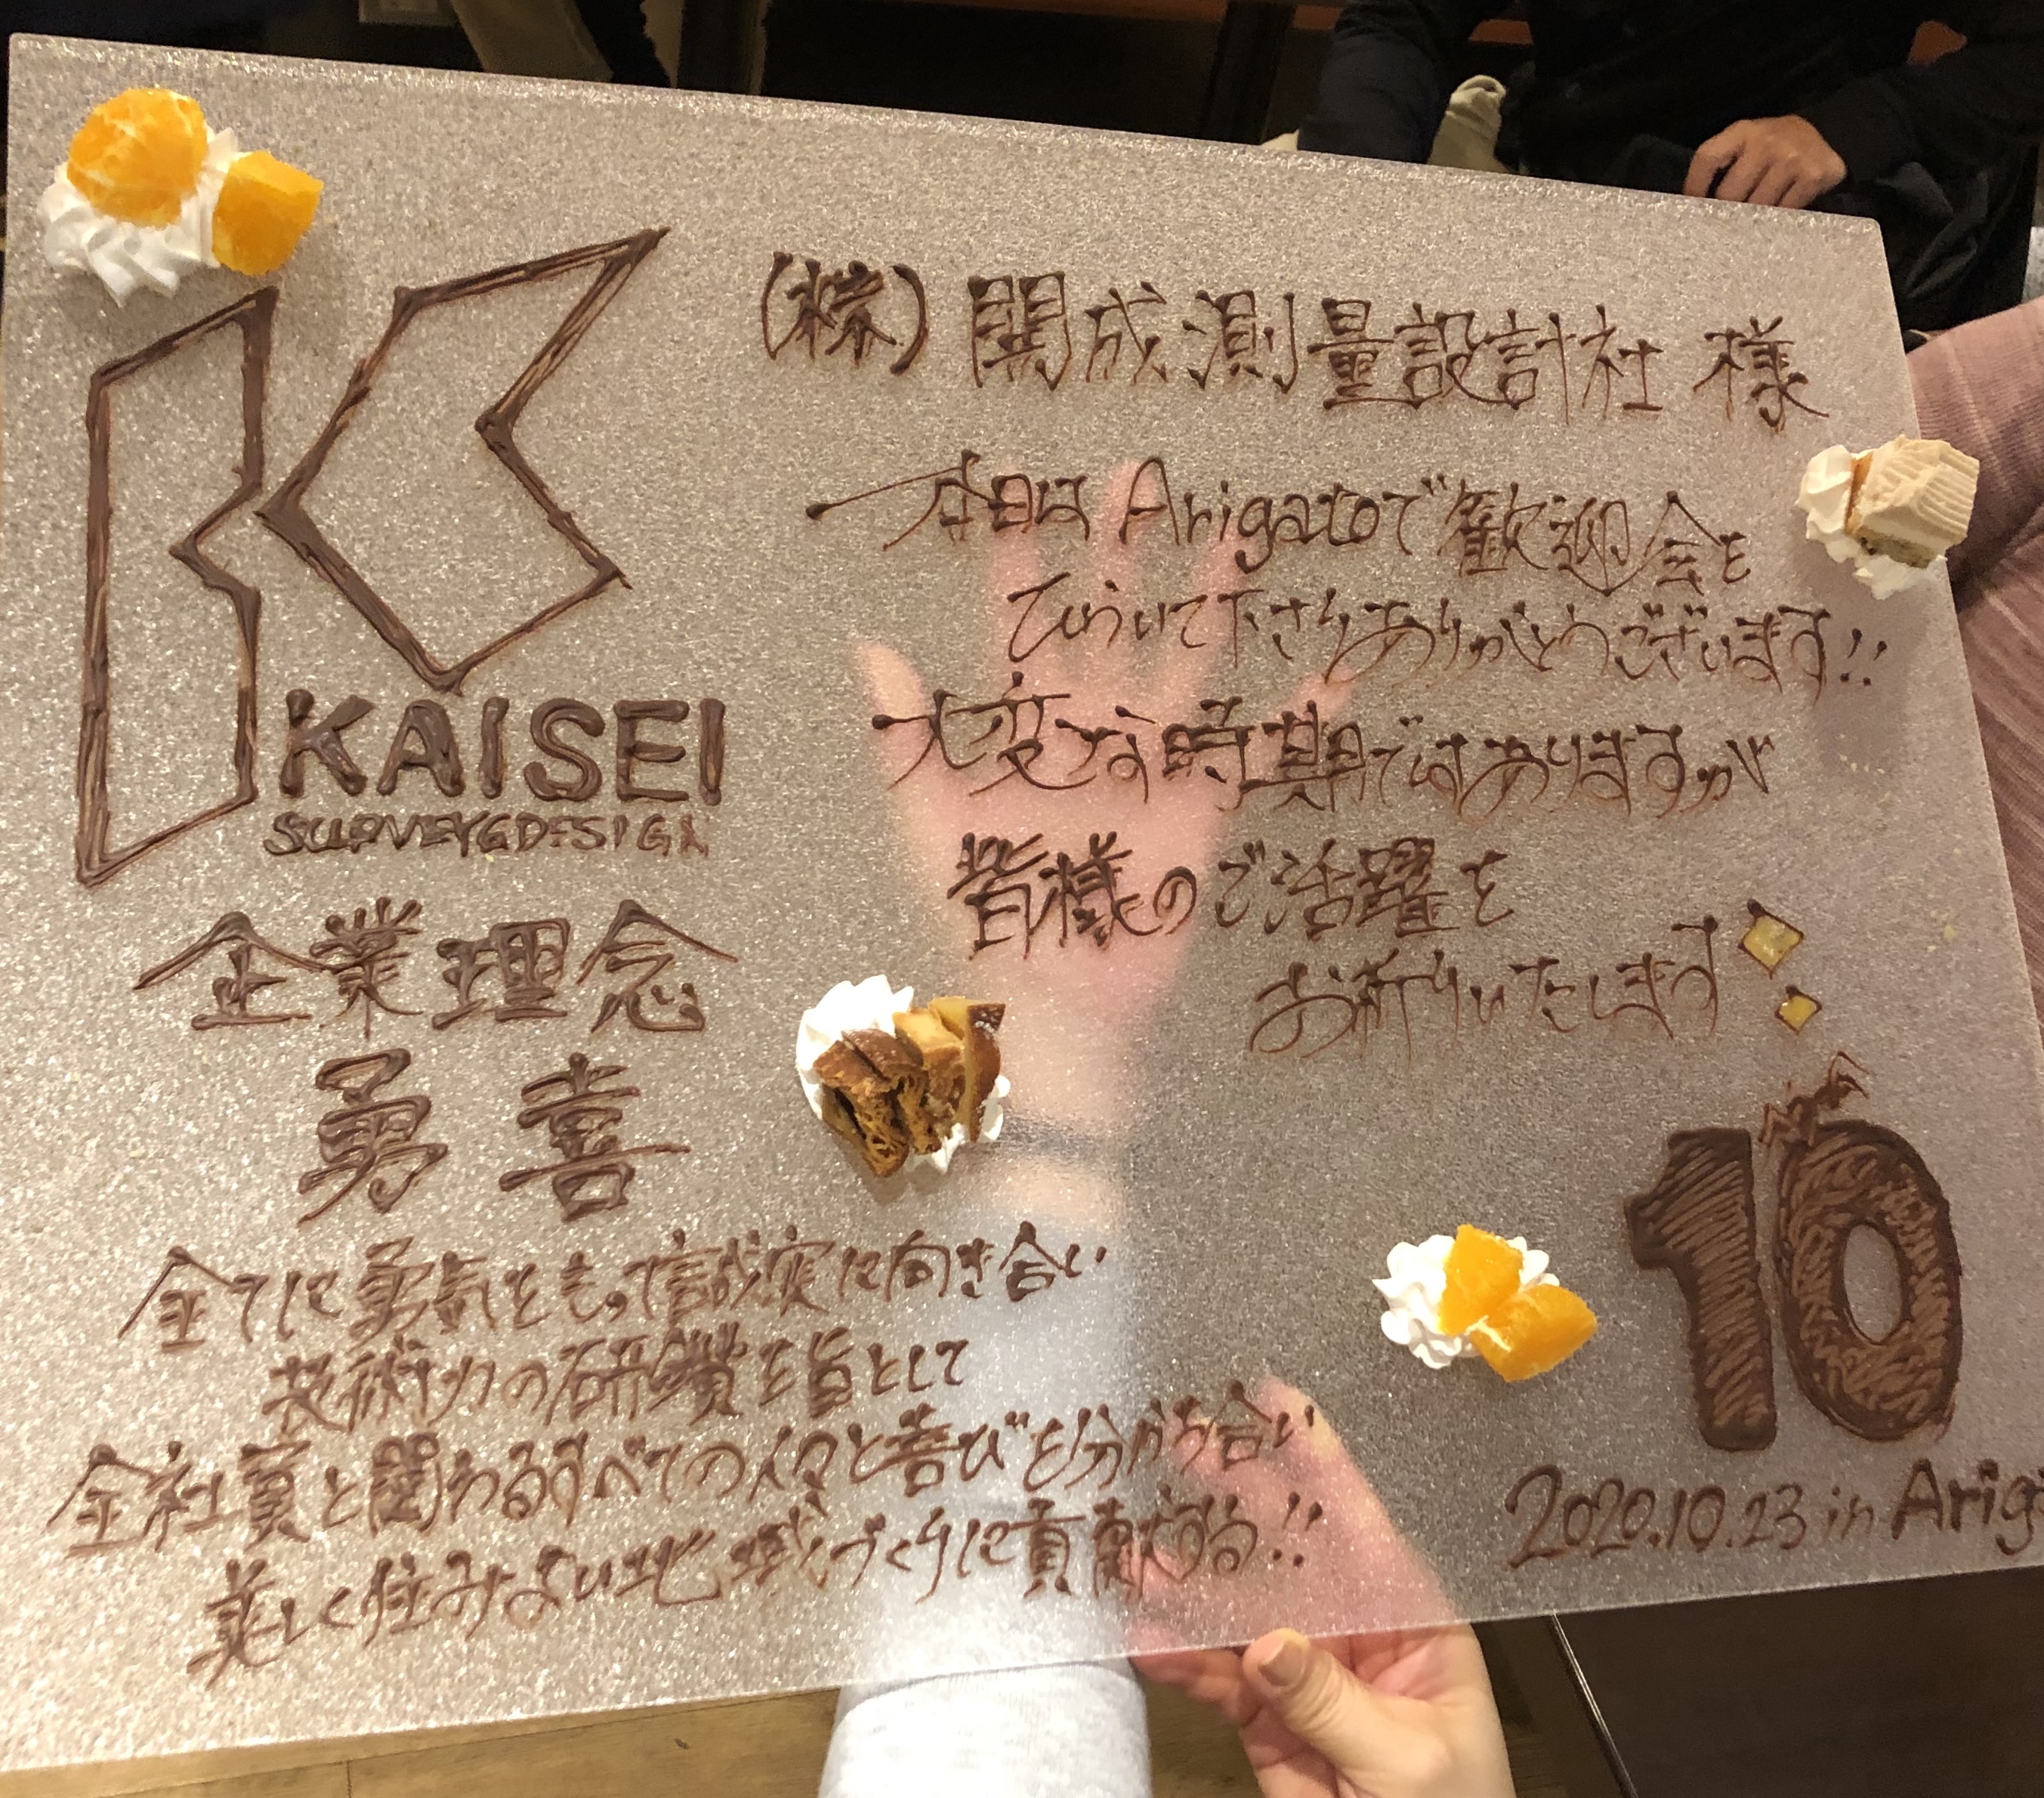 KAISEI
SURVEY&DESIGN
(株)開成測量設計社 様
本日は Arigatoで歓迎会を
ひらいて下さりありがとうございます!!
大変な時期ではありますが
皆様のご活躍を
お祈りいたします
企業理念
勇 喜
全てに勇気をもって誠実に向き合い
技術力の研鑽を旨として
全社員と関わるすべての人々と喜びを分かち合い
美しく住みよい地域づくりに貢献する!!
10
2020.10.23 in Arig